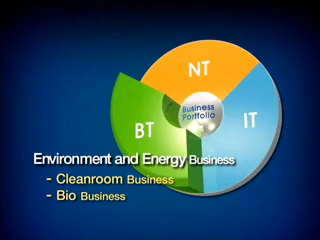 NT
Business
Portfolio
BT
IT
Environment and Energy Business
- Cleanroom Business
- Bio Business